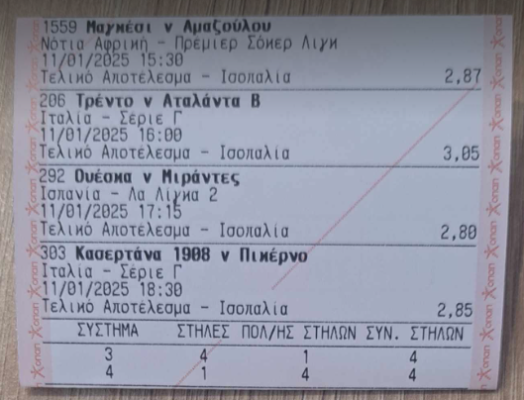 1559 Μαγκέσι v Αμαζούλου
Νότια Αφρική - Πρέμιερ Σόκερ Λιγκ
11/01/2025 15:30
Τελικό Αποτέλεσμα - Ισοπαλία 2,87
206 Τρέντο v Αταλάντα Β
Ιταλία - Σέριε Γ
11/01/2025 16:00
Τελικό Αποτέλεσμα - Ισοπαλία 3,05
292 Ουέσκα v Μιράντες
Ισπανία - Λα Λίγκα 2
11/01/2025 17:15
Τελικό Αποτέλεσμα - Ισοπαλία 2,80
303 Κασερτάνα 1908 v Πικέρνο
Ιταλία - Σέριε Γ
11/01/2025 18:30
Τελικό Αποτέλεσμα - Ισοπαλία 2,85
ΣΥΣΤΗΜΑ ΣΤΗΛΕΣ ΠΟΛ/ΗΣ ΣΤΗΛΩΝ ΣΥΝ. ΣΤΗΛΩΝ
3 4 1 4
4 1 4 4